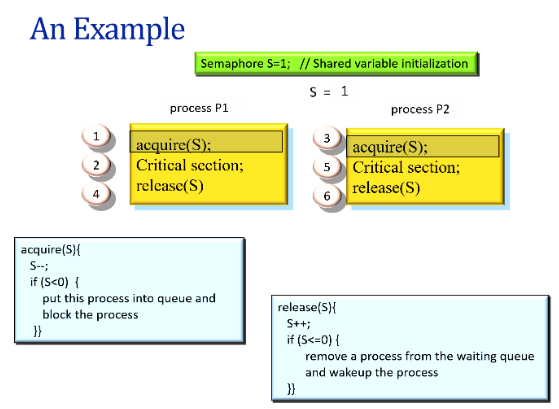 An Example
Semaphore S=1;   // Shared variable initialization
S = 1
process P1
process P2
1
acquire(S);
2
Critical section;
4
release(S)
3
acquire(S);
5
Critical section;
6
release(S)
acquire(S){
S--;
if (S<0) {
put this process into queue and
block the process
}}
release(S){
S++;
if (S<=0) {
remove a process from the waiting queue
and wakeup the process
}}